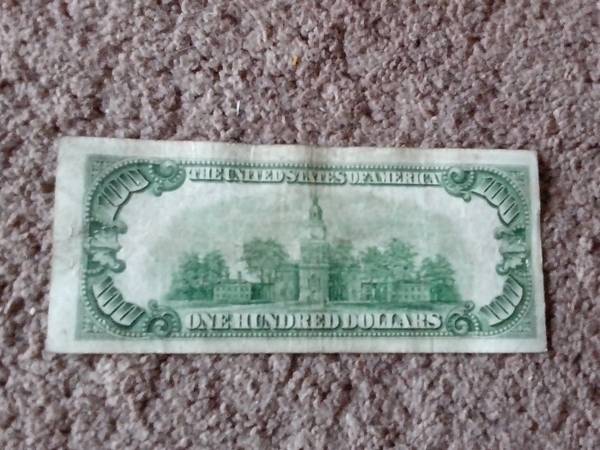 THE UNITED STATES OF AMERICA
100 100
100 100
ONE HUNDRED DOLLARS